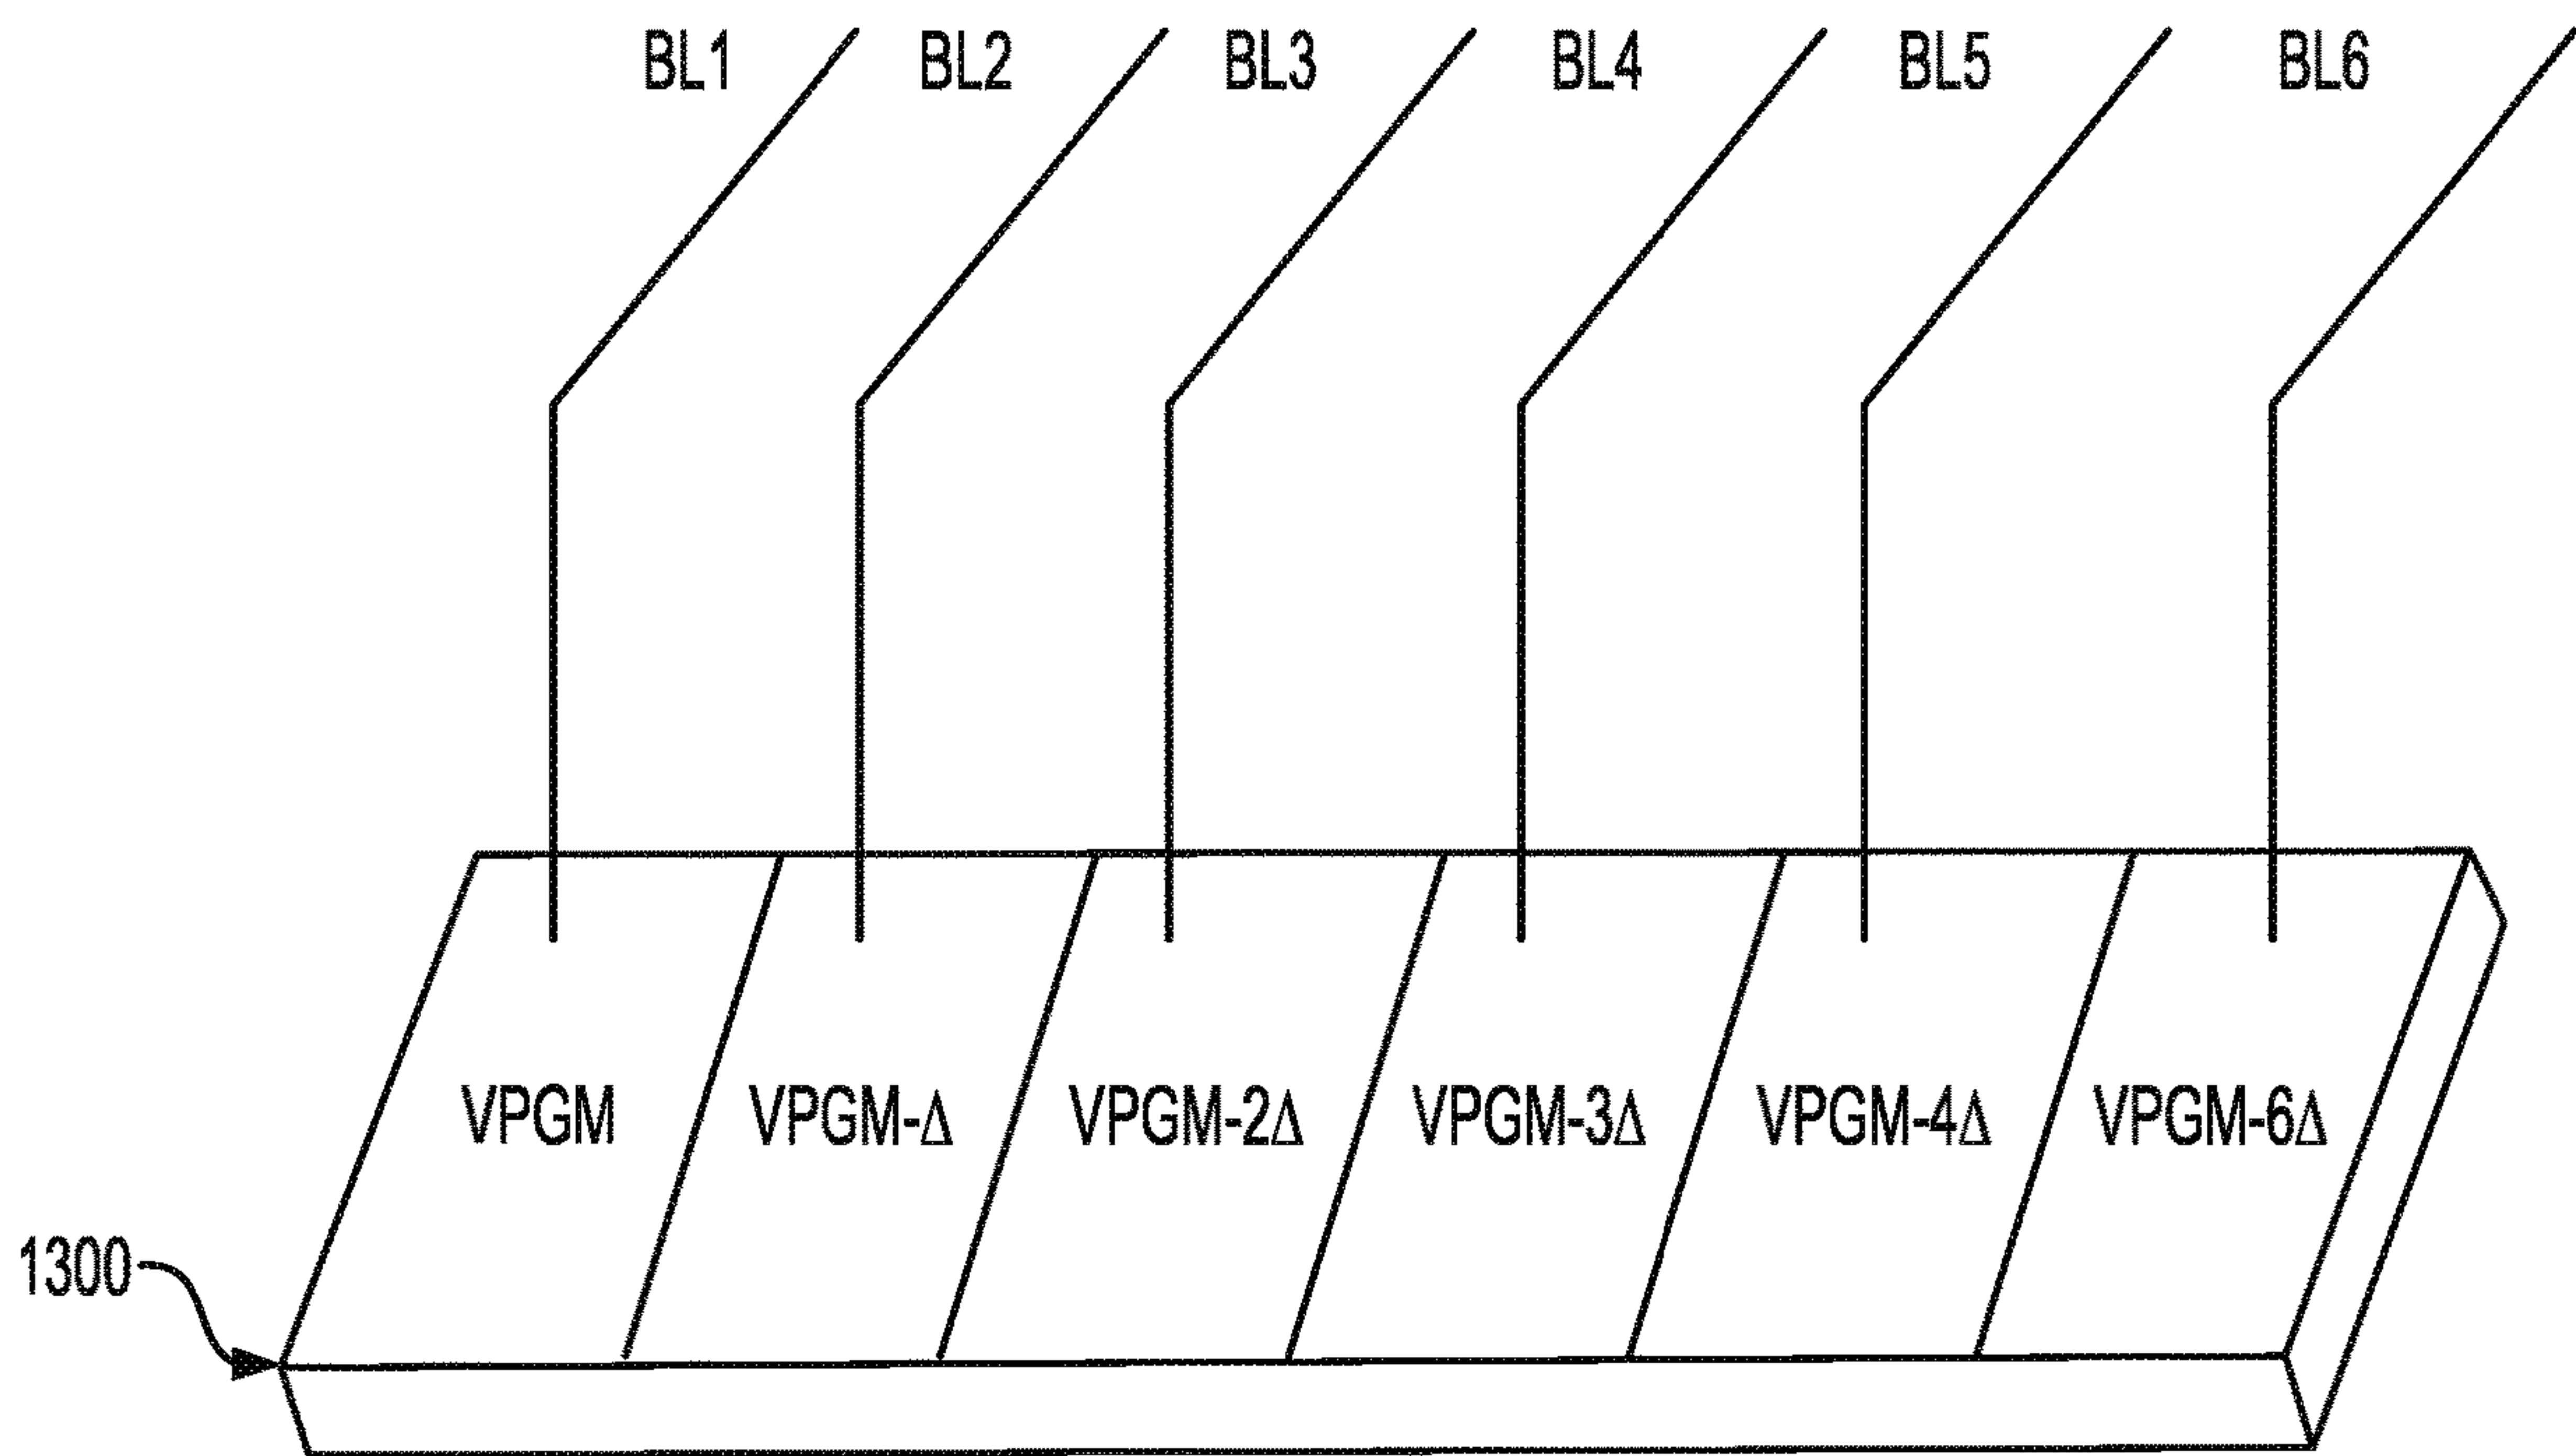 BL1 BL2 BL3 BL4 BL5 BL6
VPGM VPGM-Δ VPGM-2Δ VPGM-3Δ VPGM-4Δ VPGM-6Δ
1300